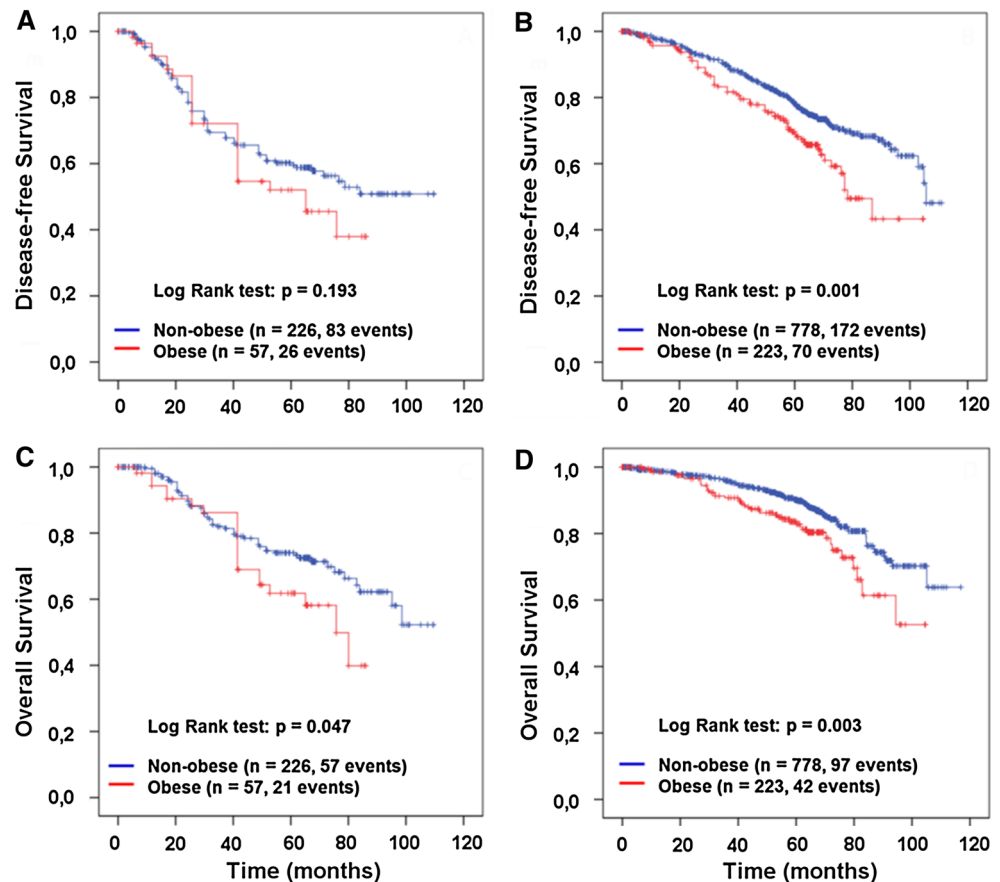 A
Disease-free Survival
1,0
0,8
0,6
0,4
0,2
0,0
Log Rank test: p = 0.193
Non-obese (n = 226, 83 events)
Obese (n = 57, 26 events)
0 20 40 60 80 100 120
B
Disease-free Survival
1,0
0,8
0,6
0,4
0,2
0,0
Log Rank test: p = 0.001
Non-obese (n = 778, 172 events)
Obese (n = 223, 70 events)
0 20 40 60 80 100 120
C
Overall Survival
1,0
0,8
0,6
0,4
0,2
0,0
Log Rank test: p = 0.047
Non-obese (n = 226, 57 events)
Obese (n = 57, 21 events)
0 20 40 60 80 100 120
Time (months)
D
Overall Survival
1,0
0,8
0,6
0,4
0,2
0,0
Log Rank test: p = 0.003
Non-obese (n = 778, 97 events)
Obese (n = 223, 42 events)
0 20 40 60 80 100 120
Time (months)